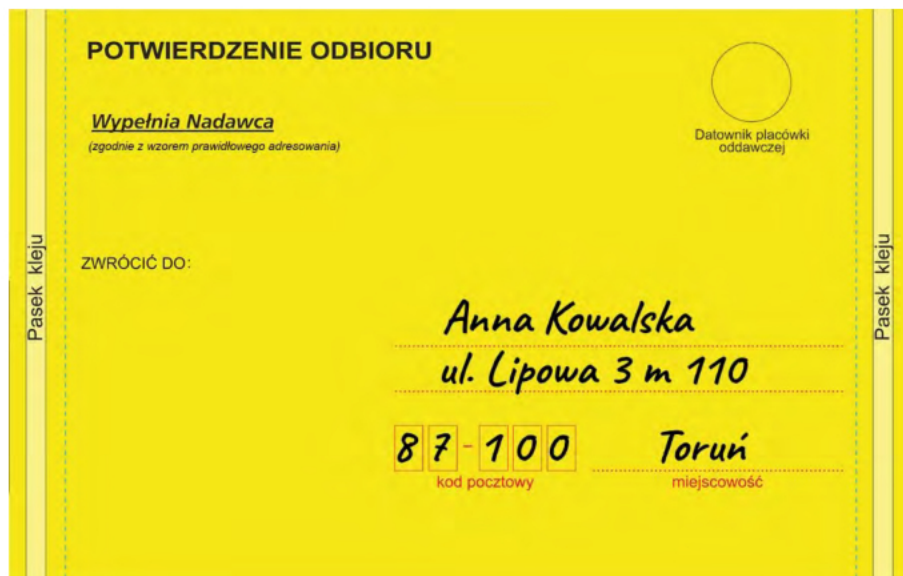 POTWIERDZENIE ODBIORU
Wypełnia Nadawca
(zgodnie z wzorem prawidłowego adresowania)
Datownik placówki
oddawczej
Pasek kleju
ZWRÓCIĆ DO:
Anna Kowalska
ul. Lipowa 3 m 110
87-100 Toruń
kod pocztowy miejscowość
Pasek kleju